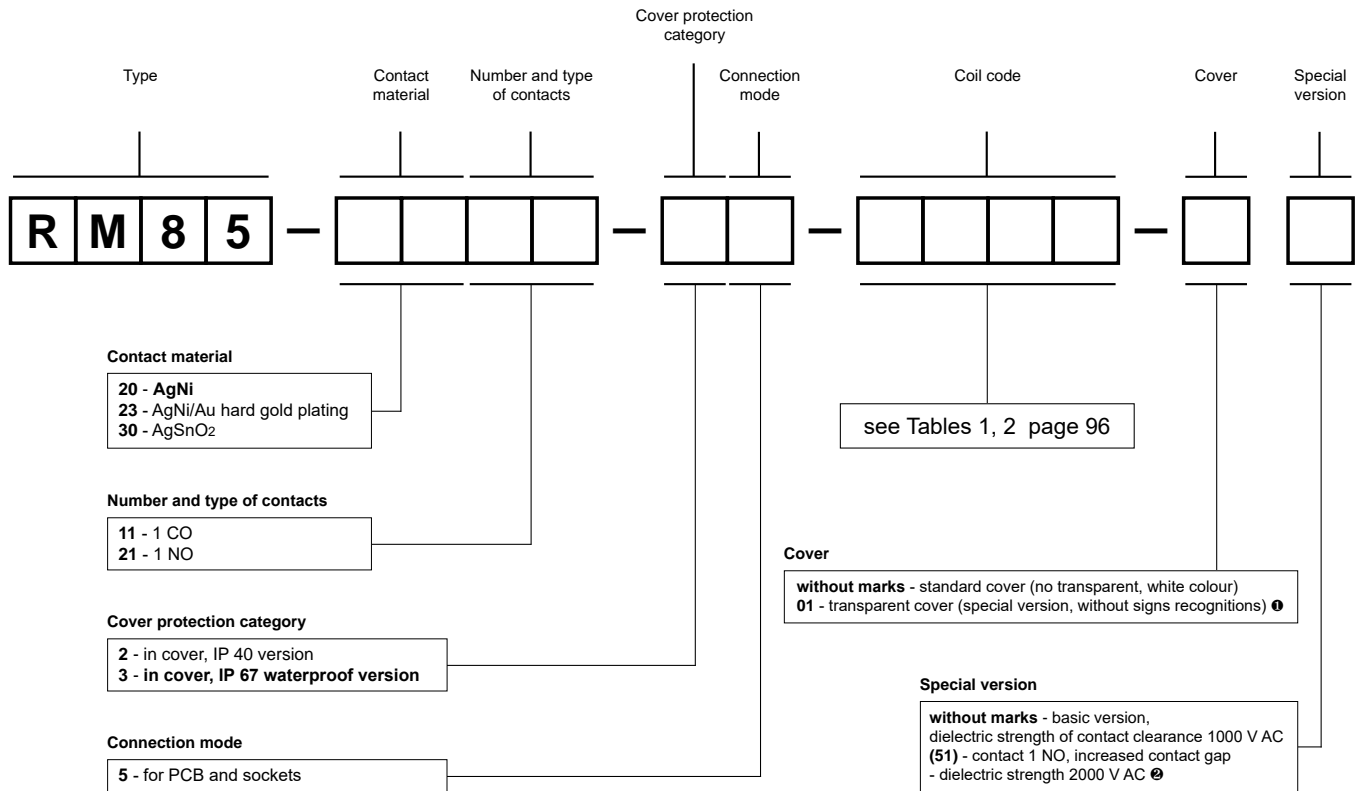 Cover protection
category
Type
Contact
material
Number and type
of contacts
Connection
mode
Coil code
Cover
Special
version
R M 8 5 — — — —
Contact material
20 - AgNi
23 - AgNi/Au hard gold plating
30 - AgSnO2
see Tables 1, 2 page 96
Number and type of contacts
11 - 1 CO
21 - 1 NO
Cover
without marks - standard cover (no transparent, white colour)
01 - transparent cover (special version, without signs recognitions) ❶
Cover protection category
2 - in cover, IP 40 version
3 - in cover, IP 67 waterproof version
Special version
without marks - basic version,
dielectric strength of contact clearance 1000 V AC
(51) - contact 1 NO, increased contact gap
- dielectric strength 2000 V AC ❷
Connection mode
5 - for PCB and sockets